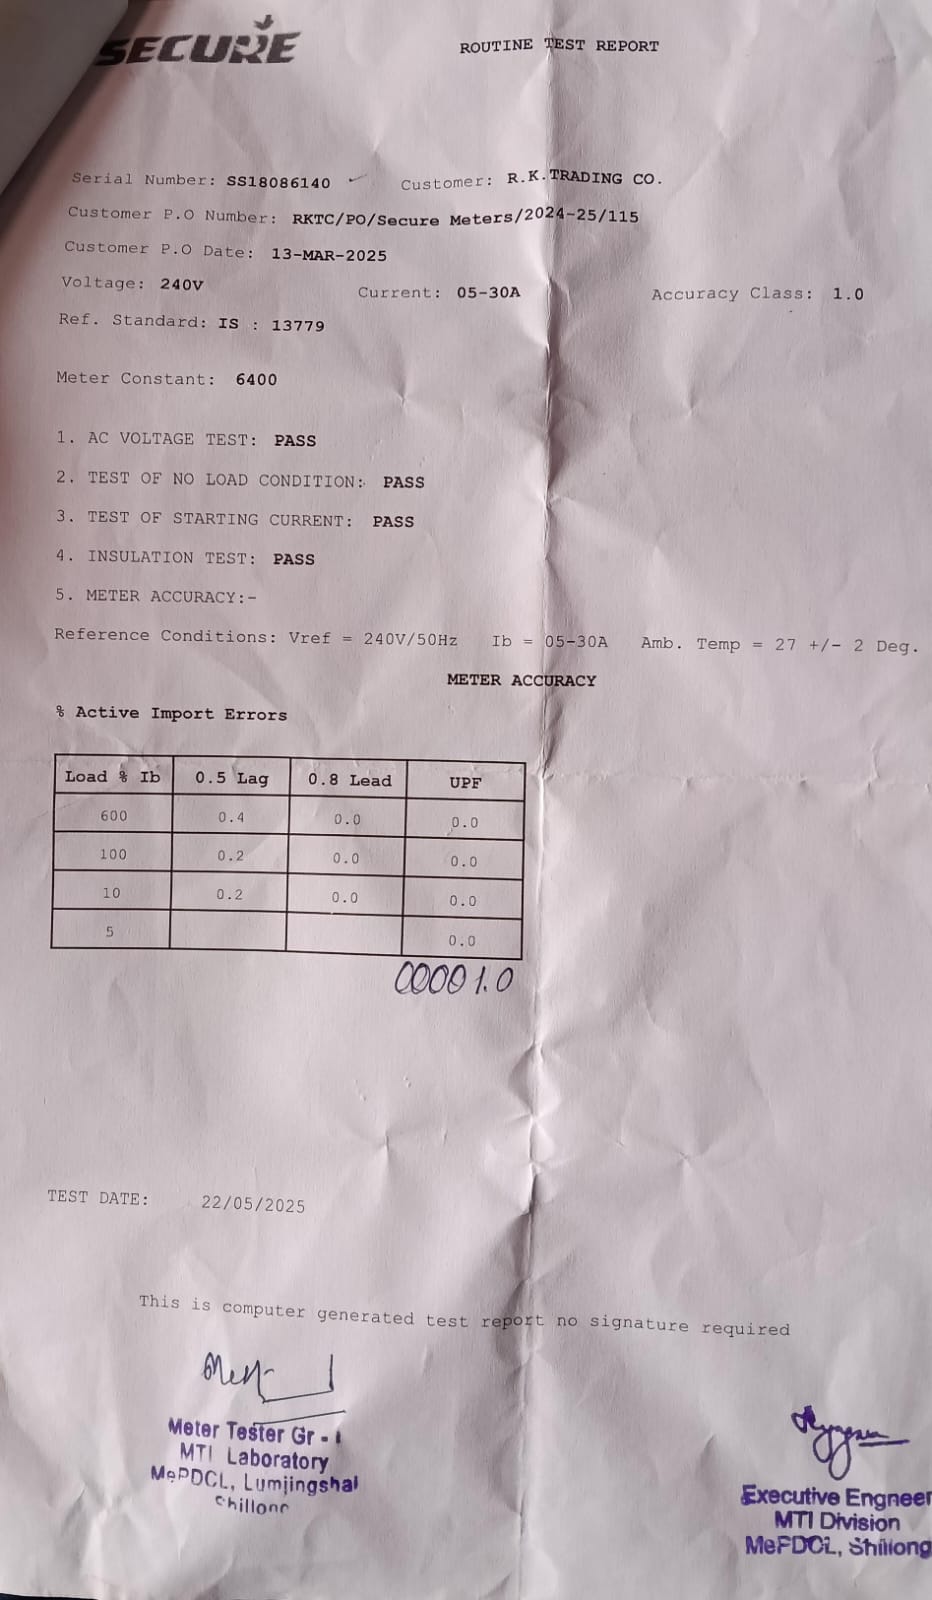 SECURE
ROUTINE TEST REPORT
Serial Number: SS18086140 Customer: R.K.TRADING CO.
Customer P.O Number: RKTC/PO/Secure Meters/2024-25/115
Customer P.O Date: 13-MAR-2025
Voltage: 240V Current: 05-30A Accuracy Class: 1.0
Ref. Standard: IS : 13779
Meter Constant: 6400
1. AC VOLTAGE TEST: PASS
2. TEST OF NO LOAD CONDITION: PASS
3. TEST OF STARTING CURRENT: PASS
4. INSULATION TEST: PASS
5. METER ACCURACY:-
Reference Conditions: Vref = 240V/50Hz Ib = 05-30A Amb. Temp = 27 +/- 2 Deg.
METER ACCURACY
% Active Import Errors
Load % Ib 0.5 Lag 0.8 Lead UPF
600 0.4 0.0 0.0
100 0.2 0.0 0.0
10 0.2 0.0 0.0
5 0.0
00001.0
TEST DATE: 22/05/2025
This is computer generated test report no signature required
Meter Tester Gr - I
MTI Laboratory
MePDCL, Lumjingshai
Shillong
Executive Engneer
MTI Division
MePDCL, Shillong